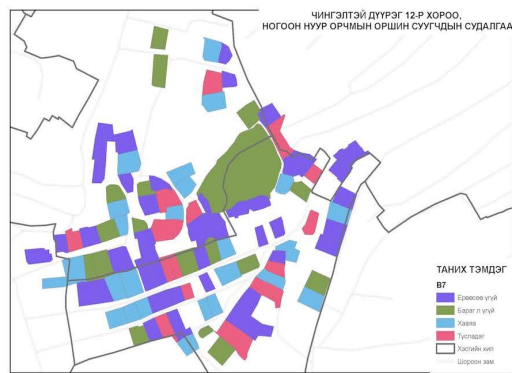 ЧИНГЭЛТЭЙ ДҮҮРЭГ 12-Р ХОРОО,
НОГООН НУУР ОРЧМЫН ОРШИН СУУГЧДЫН СУДАЛГАА
ТАНИХ ТЭМДЭГ
B7
Ерөөсөө үгүй
Бараг л үгүй
Хааяа
Тусладаг
Хэсгийн хил
Шороон зам